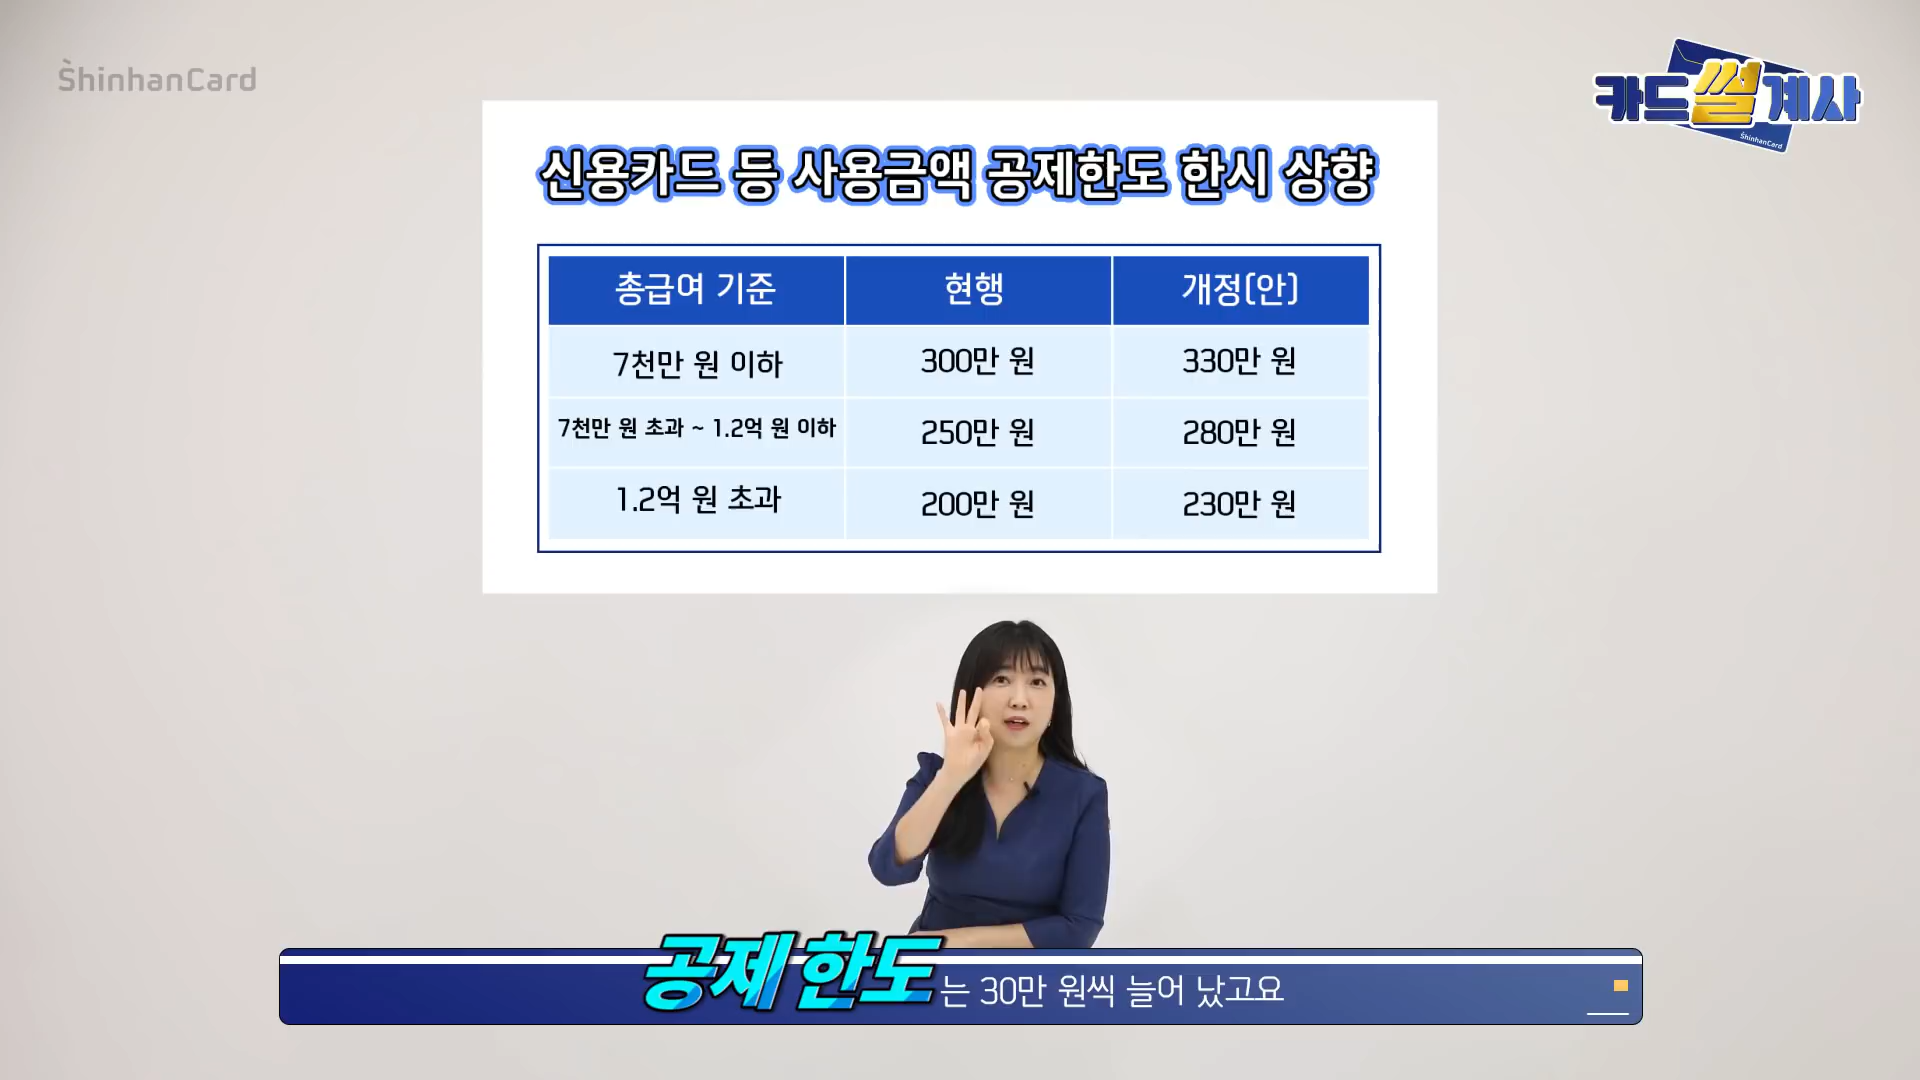 ShinhanCard
카드썰계사
ShinhanCard
신용카드 등 사용금액 공제한도 한시 상향
총급여 기준 현행 개정(안)
7천만 원 이하 300만 원 330만 원
7천만 원 초과 ~ 1.2억 원 이하 250만 원 280만 원
1.2억 원 초과 200만 원 230만 원
공제 한도는 30만 원씩 늘어 났고요